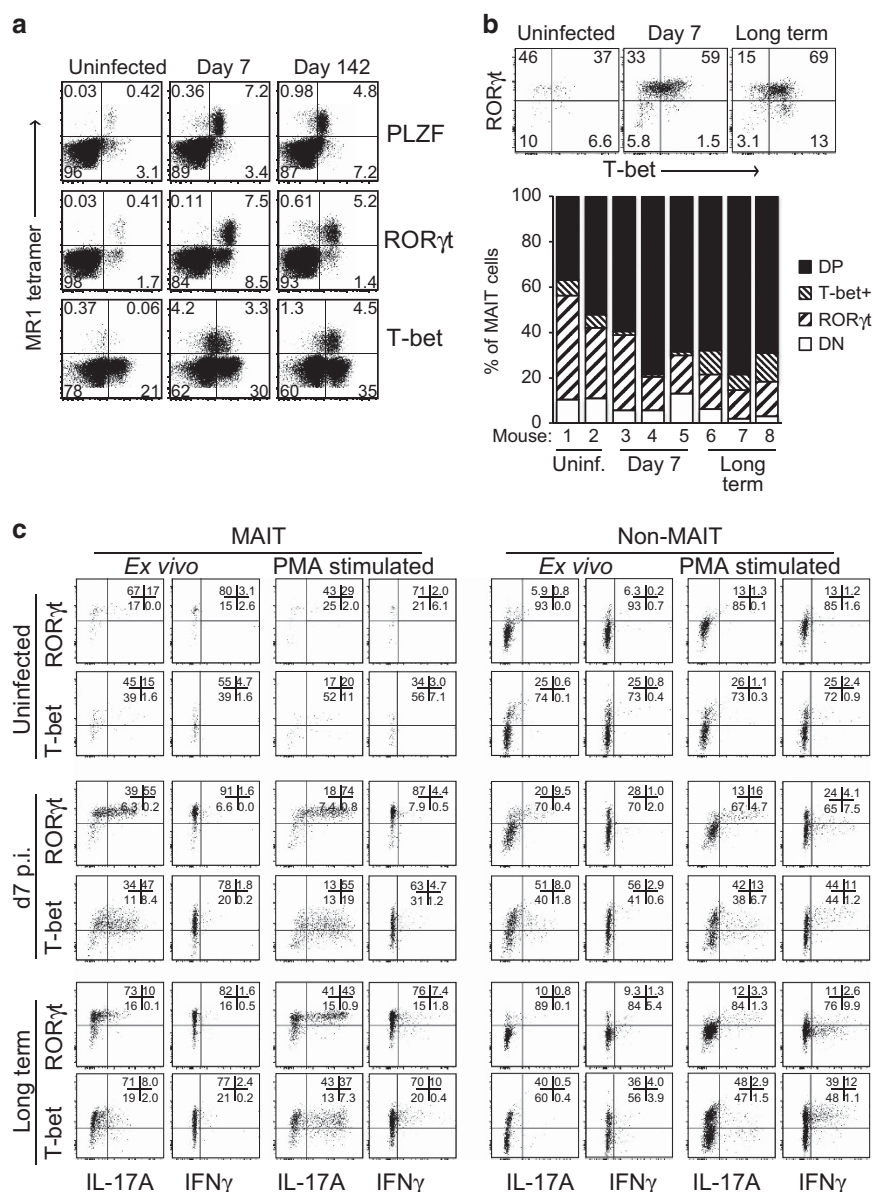 a
Uninfected Day 7 Day 142
0.03 0.42 0.36 7.2 0.98 4.8
PLZF
96 3.1 89 3.4 87 7.2
0.03 0.41 0.11 7.5 0.61 5.2
RORγt
98 1.7 84 8.5 93 1.4
0.37 0.06 4.2 3.3 1.3 4.5
T-bet
78 21 62 30 60 35
MR1 tetramer
b
Uninfected Day 7 Long term
46 37 33 59 15 69
RORγt
10 6.6 5.8 1.5 3.1 13
T-bet
100
80
60
40
20
0
% of MAIT cells
DP
T-bet+
RORγt
DN
Mouse: 1 2 3 4 5 6 7 8
Uninf. Day 7 Long term
c
MAIT Non-MAIT
Ex vivo PMA stimulated Ex vivo PMA stimulated
Uninfected
RORγt
67 17 80 3.1 43 29 71 2.0 5.9 0.8 6.3 0.2 13 1.3 13 1.2
17 0.0 15 2.6 25 2.0 21 6.1 93 0.0 93 0.7 85 0.1 85 1.6
T-bet
45 15 55 4.7 17 20 34 3.0 25 0.6 25 0.8 26 1.1 25 2.4
39 1.6 39 1.6 52 11 56 7.1 74 0.1 73 0.4 73 0.3 72 0.9
d7 p.i.
RORγt
39 55 91 1.6 18 74 87 4.4 20 9.5 28 1.0 13 16 24 4.1
6.3 0.2 6.6 0.0 7.4 0.8 7.9 0.5 70 0.4 70 2.0 67 4.7 65 7.5
T-bet
34 47 78 1.8 13 55 63 4.7 51 8.0 56 2.9 42 13 44 11
11 8.4 20 0.2 13 19 31 1.2 40 1.8 41 0.6 38 6.7 44 1.2
Long term
RORγt
73 10 82 1.6 41 43 76 7.4 10 0.8 9.3 1.3 12 3.3 11 2.6
16 0.1 16 0.5 15 0.9 15 1.8 89 0.1 84 5.4 84 1.3 76 9.9
T-bet
71 8.0 77 2.4 43 37 70 10 40 0.5 36 4.0 48 2.9 39 12
19 2.0 21 0.2 13 7.3 20 0.4 60 0.4 56 3.9 47 1.5 48 1.1
IL-17A IFNγ IL-17A IFNγ IL-17A IFNγ IL-17A IFNγ